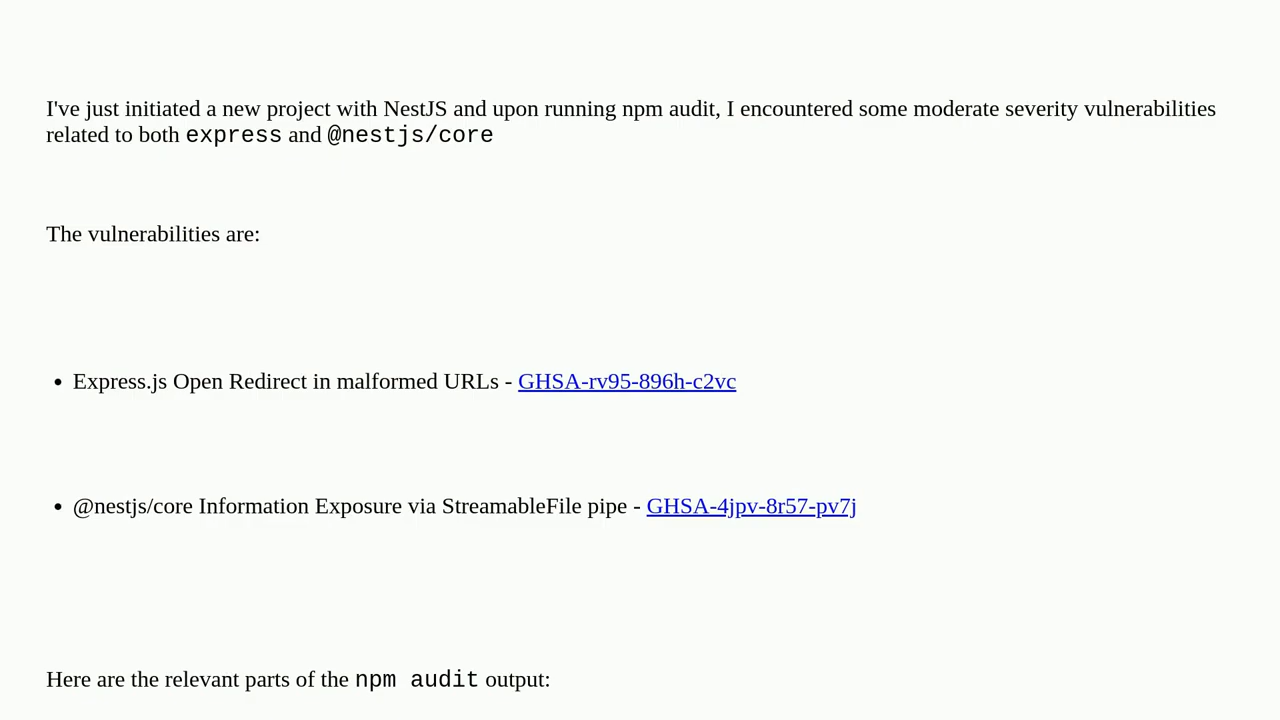 I've just initiated a new project with NestJS and upon running npm audit, I encountered some moderate severity vulnerabilities
related to both express and @nestjs/core
The vulnerabilities are:
• Express.js Open Redirect in malformed URLs - GHSA-rv95-896h-c2vc
• @nestjs/core Information Exposure via StreamableFile pipe - GHSA-4jpv-8r57-pv7j
Here are the relevant parts of the npm audit output: